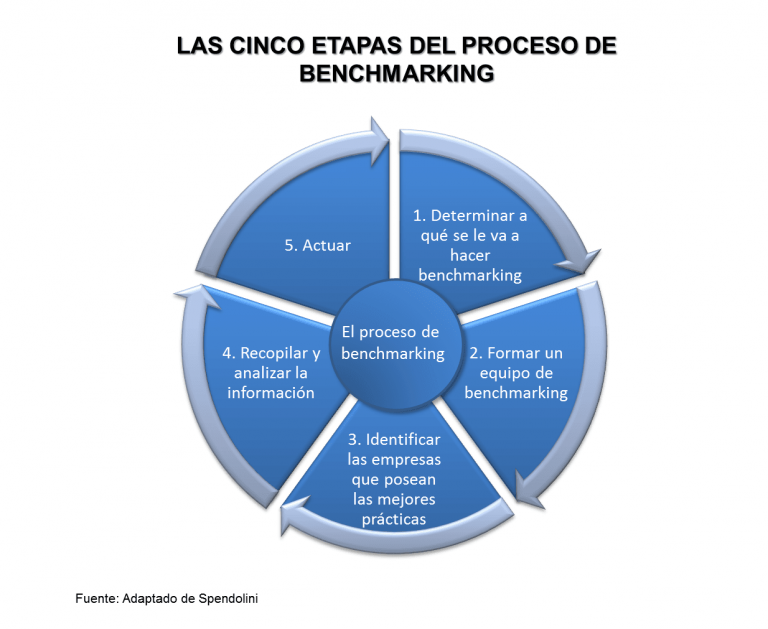 LAS CINCO ETAPAS DEL PROCESO DE
BENCHMARKING
1. Determinar a
qué se le va a
hacer
benchmarking
2. Formar un
equipo de
benchmarking
3. Identificar
las empresas
que posean
las mejores
prácticas
4. Recopilar y
analizar la
información
5. Actuar
El proceso de
benchmarking
Fuente: Adaptado de Spendolini